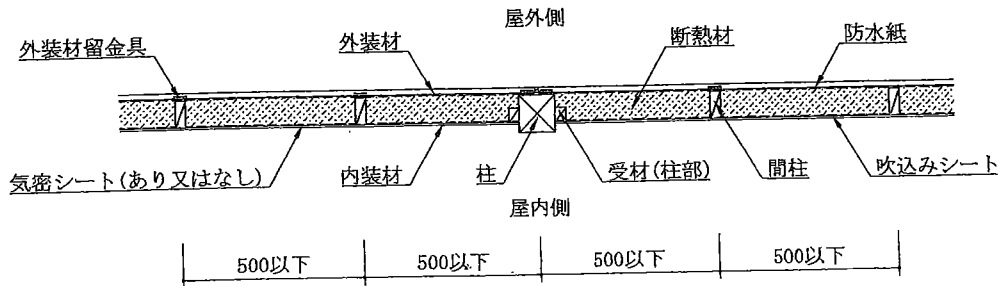 屋外側
外装材留金具
外装材
断熱材
防水紙
気密シート(あり又はなし)
内装材
柱
受材(柱部)
間柱
吹込みシート
屋内側
500以下
500以下
500以下
500以下